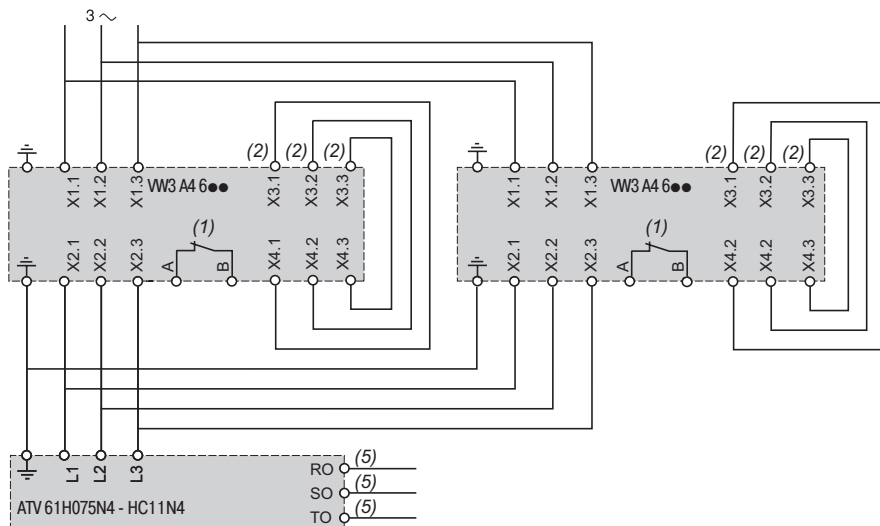 3 ~
(2) (2) (2)
(2) (2) (2)
X1.1 X1.2 X1.3 VW3 A4 6●● X3.1 X3.2 X3.3
X1.1 X1.2 X1.3 VW3 A4 6●● X3.1 X3.2 X3.3
(1)
(1)
X2.1 X2.2 X2.3 A B X4.1 X4.2 X4.3
X2.1 X2.2 X2.3 A B X4.2 X4.2 X4.3
L1 L2 L3
RO (5)
SO (5)
ATV 61H075N4 - HC11N4
TO (5)